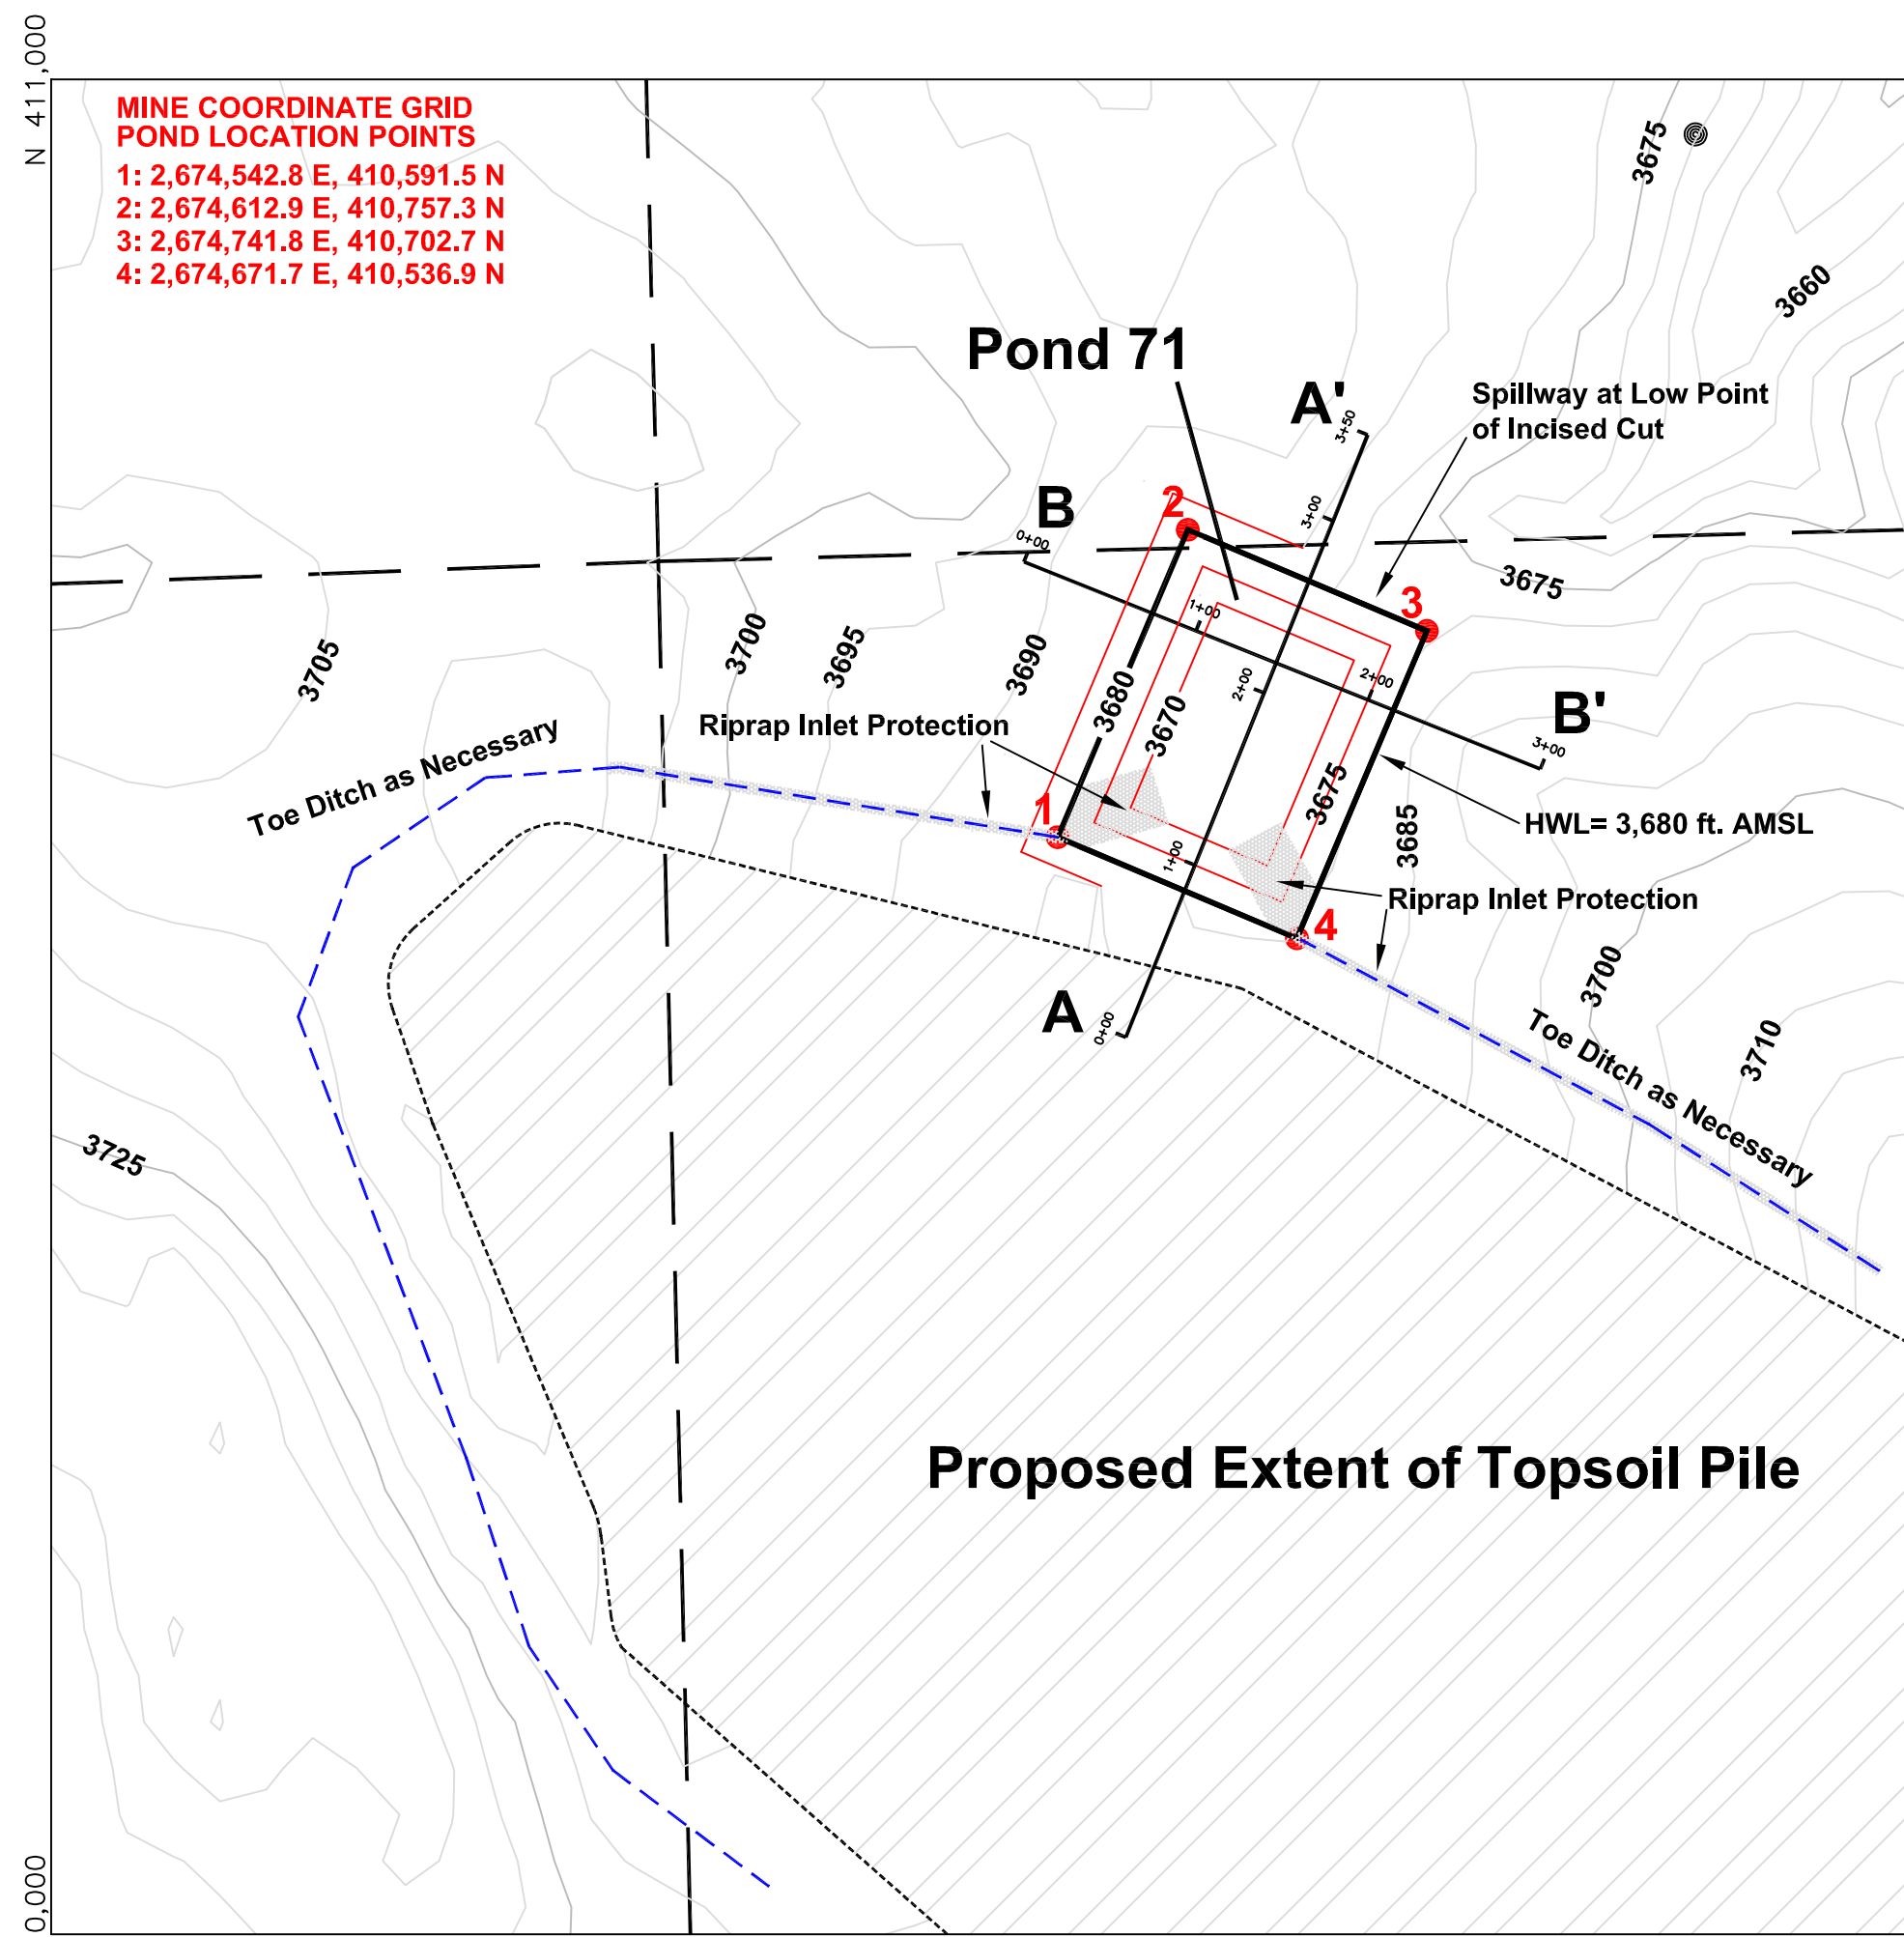 N 411,000
MINE COORDINATE GRID
POND LOCATION POINTS
1: 2,674,542.8 E, 410,591.5 N
2: 2,674,612.9 E, 410,757.3 N
3: 2,674,741.8 E, 410,702.7 N
4: 2,674,671.7 E, 410,536.9 N
3675
3660
Pond 71
A'
3+50
Spillway at Low Point
of Incised Cut
B
0+00
2
3+00
3675
3
1+00
3705
3700
3695
3690
3680
3670
2+00
2+00
B'
3+00
Riprap Inlet Protection
Toe Ditch as Necessary
1
3675
3685
HWL= 3,680 ft. AMSL
1+00
Riprap Inlet Protection
4
3700
A
0+00
Toe Ditch as Necessary
3710
3725
Proposed Extent of Topsoil Pile
0,000